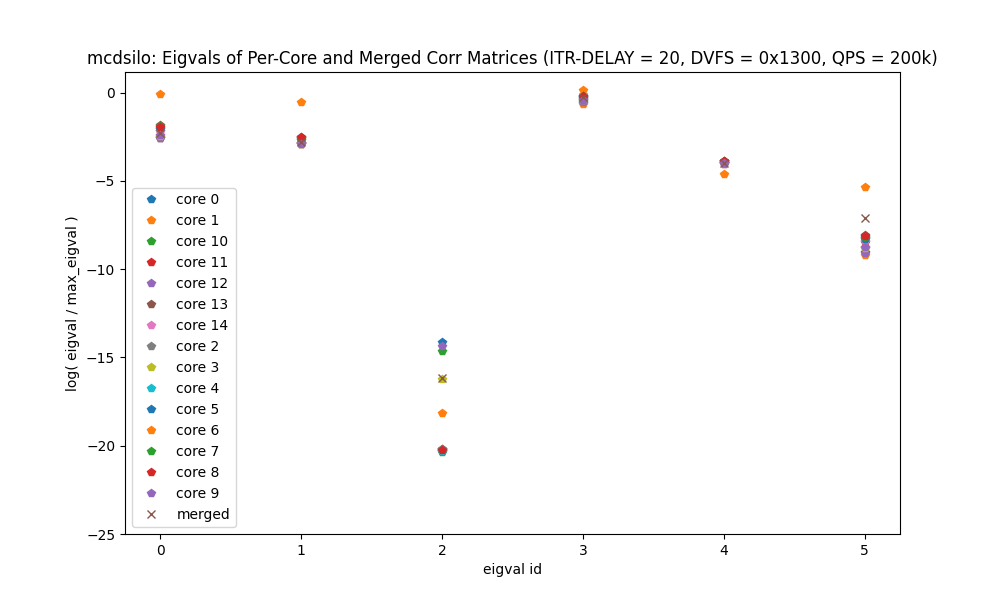 mcdsilo: Eigvals of Per-Core and Merged Corr Matrices (ITR-DELAY = 20, DVFS = 0x1300, QPS = 200k)
log( eigval / max_eigval )
0
−5
−10
−15
−20
−25
core 0
core 1
core 10
core 11
core 12
core 13
core 14
core 2
core 3
core 4
core 5
core 6
core 7
core 8
core 9
merged
0 1 2 3 4 5
eigval id